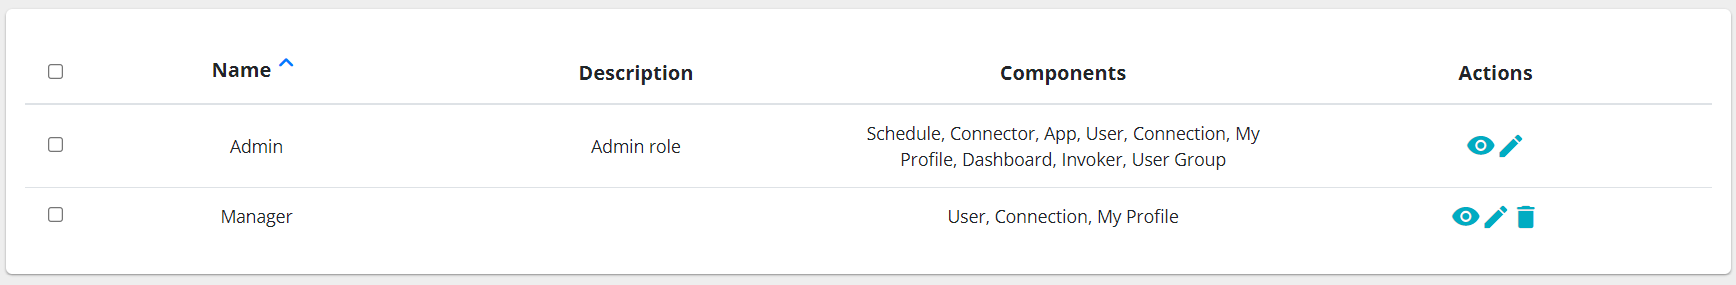 Name Description Components Actions
Admin Admin role Schedule, Connector, App, User, Connection, My
Profile, Dashboard, Invoker, User Group
Manager User, Connection, My Profile